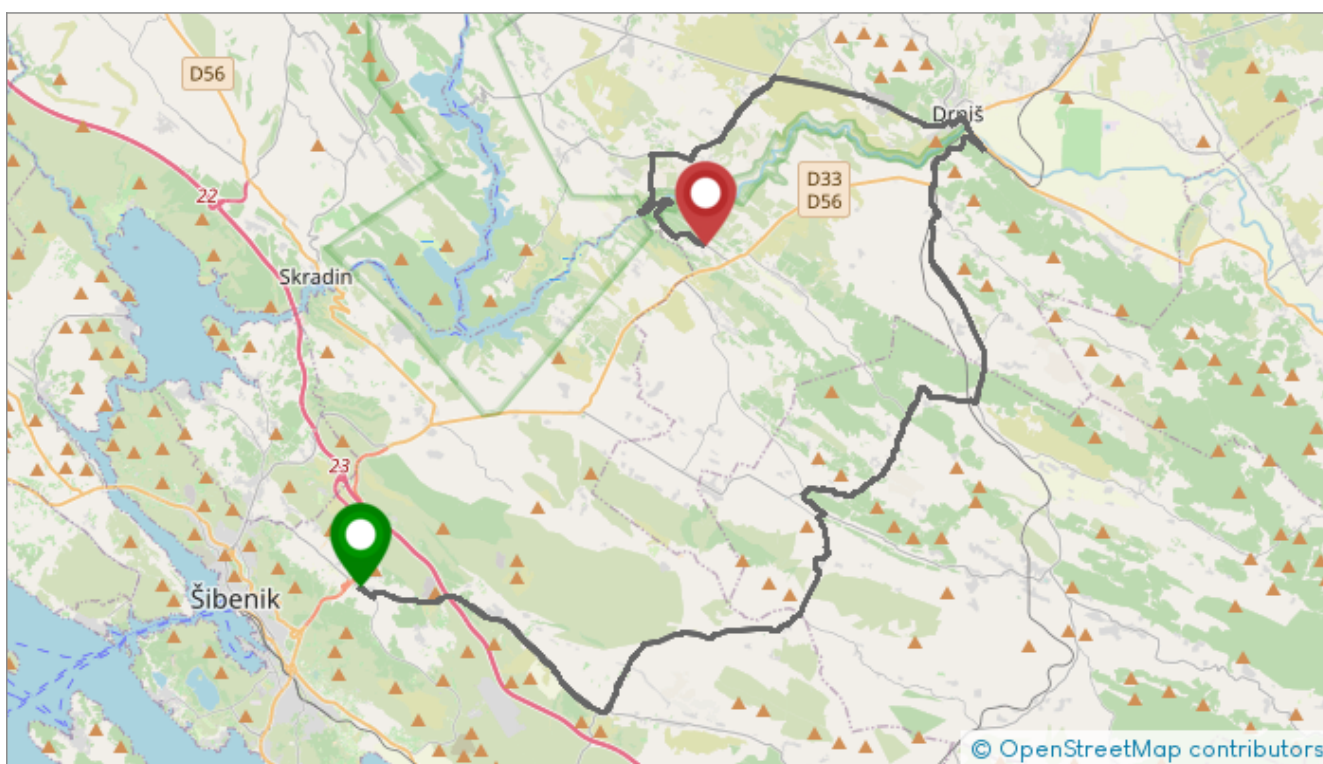 D56
22
Drniš
D33
D56
Skradin
23
Šibenik
© OpenStreetMap contributors